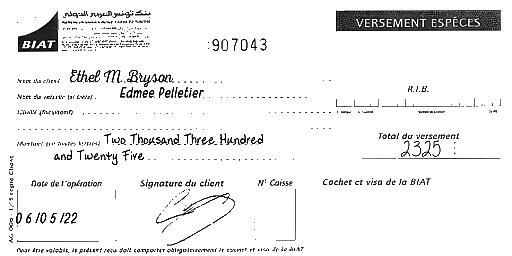 بنك تونس العربي الدولي
BIAT
VERSEMENT ESPÈCES
907043
Nom du client Ethel M. Bryson
Nom du remettant (si tiers) Edmee Pelletier
R.I.B.
Libellé (facultatif)
Montant (en toutes lettres) Two Thousand Three Hundred
and Twenty Five
Total du versement
2325
Date de l'opération
Signature du client
N° Caisse
Cachet et visa de la BIAT
06/05/22
Pour être valable, le présent reçu doit comporter obligatoirement le cachet et visa de la BIAT